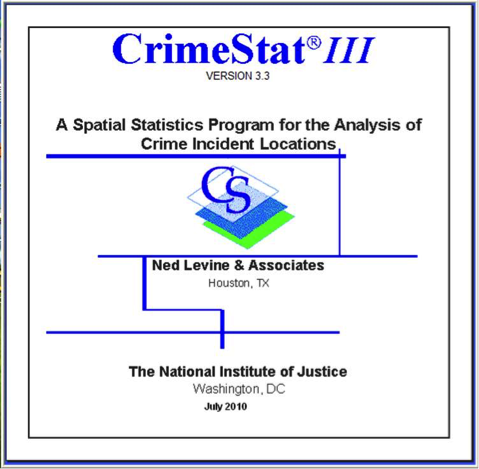 CrimeStat®III
VERSION 3.3
A Spatial Statistics Program for the Analysis of
Crime Incident Locations
CS
Ned Levine & Associates
Houston, TX
The National Institute of Justice
Washington, DC
July 2010